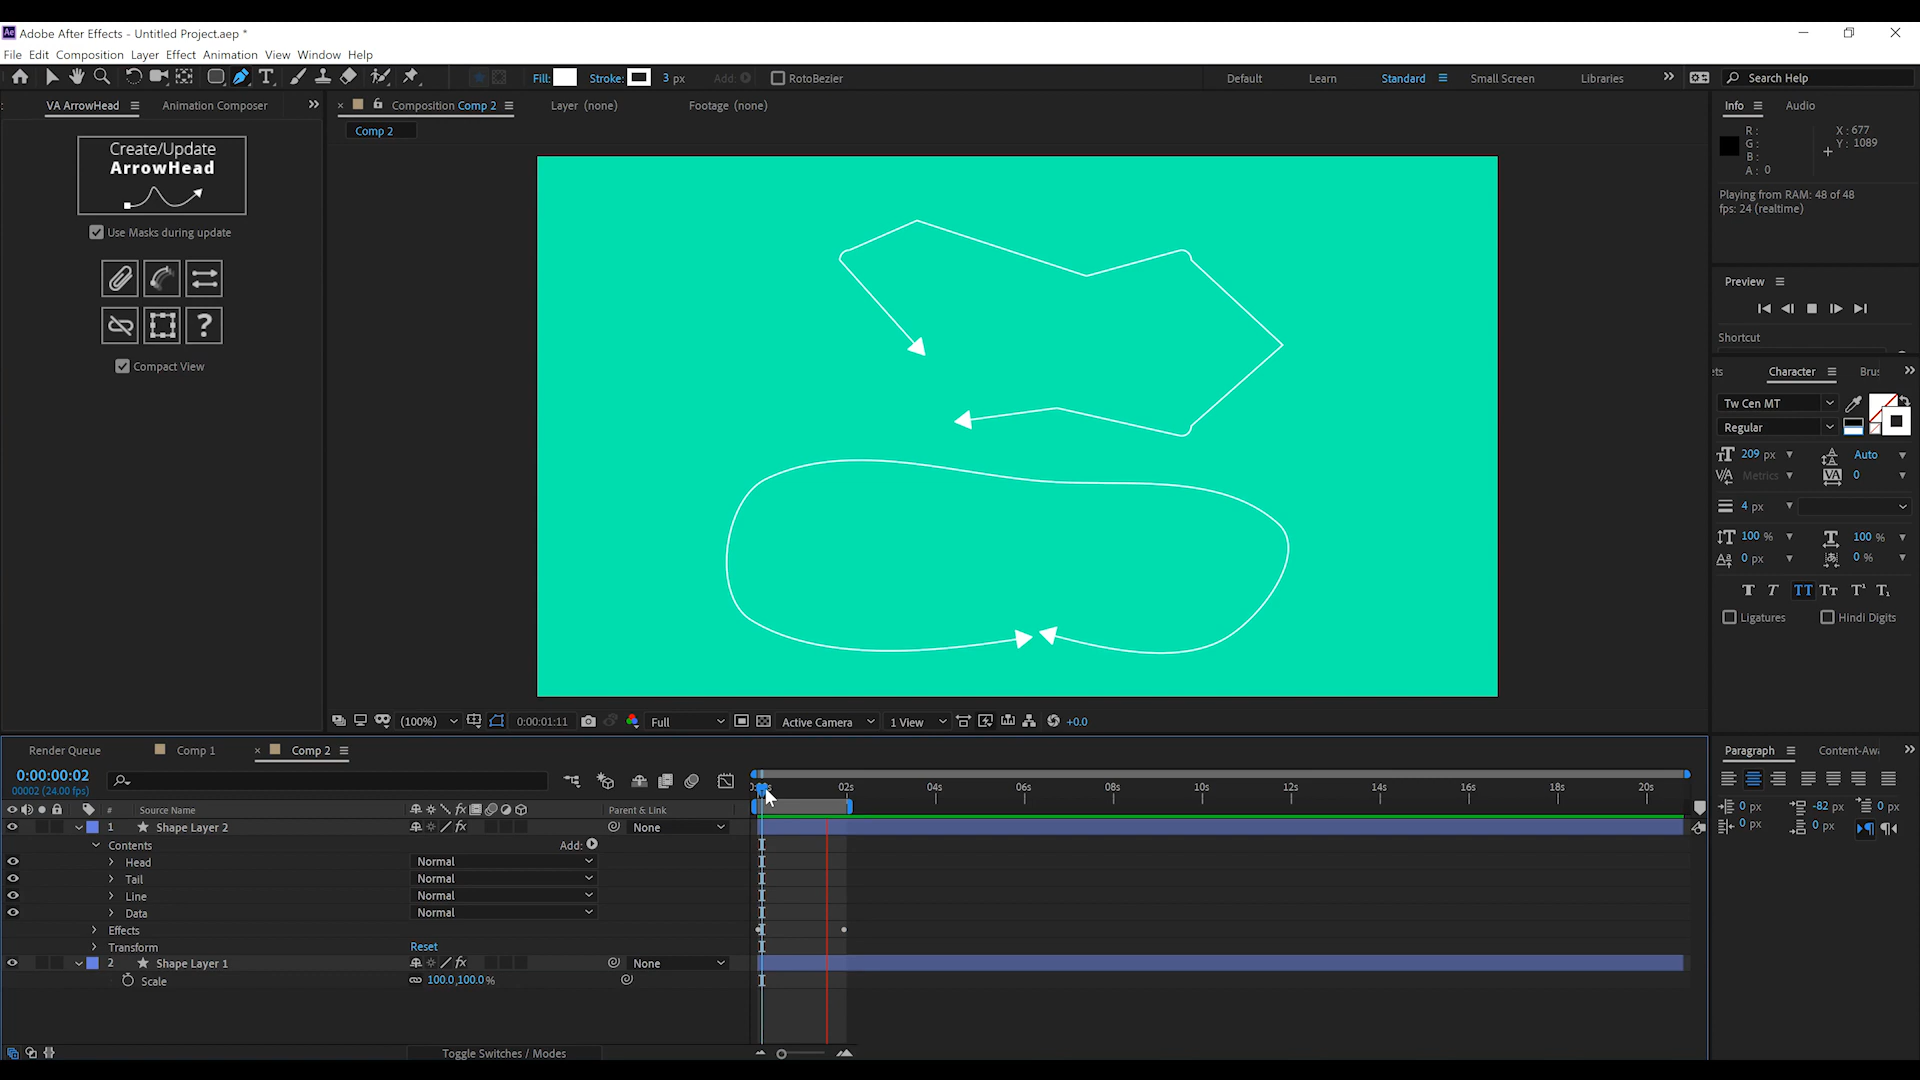 Ae Adobe After Effects - Untitled Project.aep *
File Edit Composition Layer Effect Animation View Window Help
Fill: Stroke: 3 px Add: RotoBezier Default Learn Standard Small Screen Libraries Search Help
VA ArrowHead Animation Composer
Composition Comp 2 Layer (none) Footage (none)
Info Audio
Comp 2
Create/Update
ArrowHead
Use Masks during update
?
Compact View
R:
G:
B:
A: 0
X: 677
Y: 1089
Playing from RAM: 48 of 48
fps: 24 (realtime)
Preview
Shortcut
Character
Tw Cen MT
Regular
209 px Auto
Metrics 0
4 px
100 % 100 %
0 px 0 %
Ligatures Hindi Digits
(100%) 0:00:01:11 Full Active Camera 1 View +0.0
Render Queue Comp 1 Comp 2
Paragraph
0:00:00:02
00002 (24.00 fps)
02s 04s 06s 08s 10s 12s 14s 16s 18s 20s
# Source Name Parent & Link
1 Shape Layer 2 None
Contents Add:
Head Normal
Tail Normal
Line Normal
Data Normal
Effects
Transform Reset
2 Shape Layer 1 None
Scale 100.0,100.0%
0 px -82 px 0 px
0 px 0 px
Toggle Switches / Modes